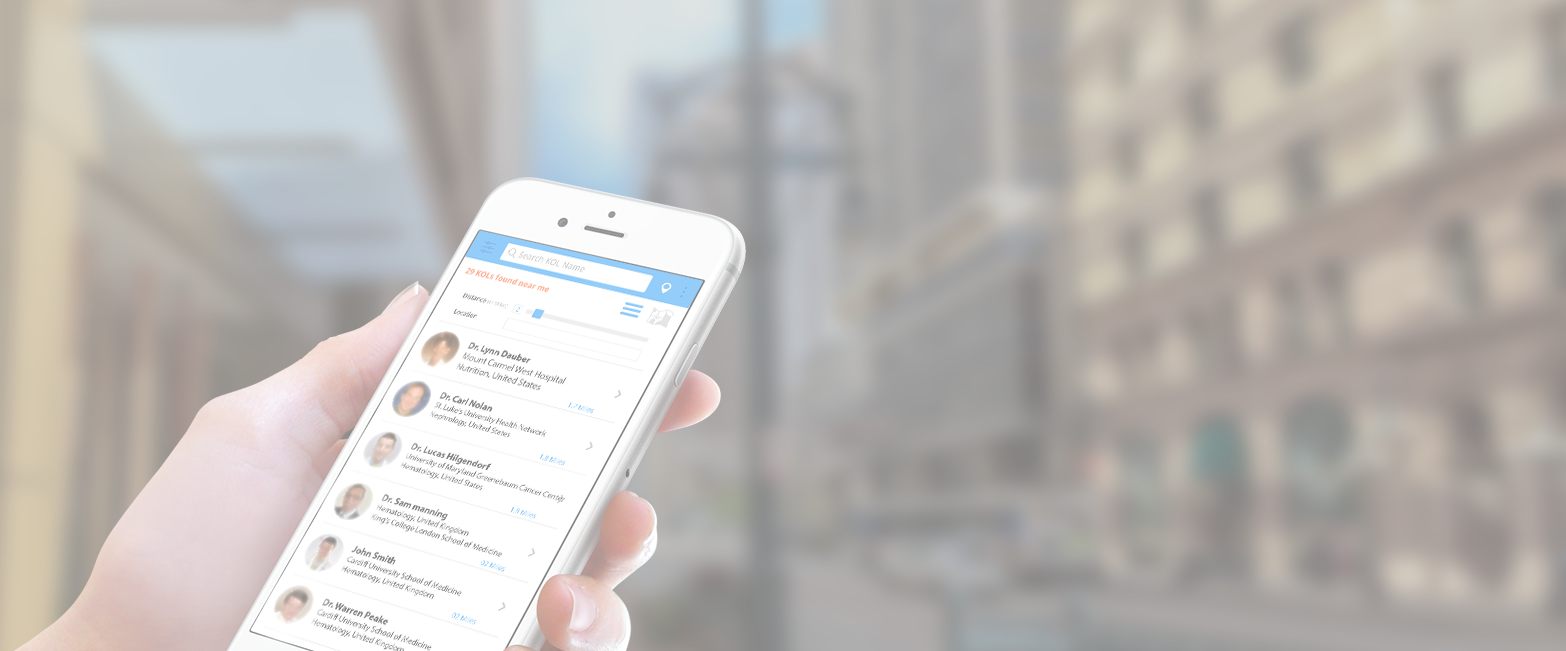 Search KOL Name
29 KOLs found near me
Distance
Location
Dr. Lynn Dauber
Mount Carmel West Hospital
Nutrition, United States
1.7 Miles
Dr. Carl Nolan
St. Luke's University Health Network
Nephrology, United States
1.8 Miles
Dr. Lucas Hilgendorf
University of Maryland Greenebaum Cancer Center
Hematology, United States
1.9 Miles
Dr. Sam manning
Hematology, United Kingdom
King's College London School of Medicine
02 Miles
John Smith
Cardiff University School of Medicine
Hematology, United Kingdom
02 Miles
Dr. Warren Peake
Cardiff University School of Medicine
Hematology, United Kingdom